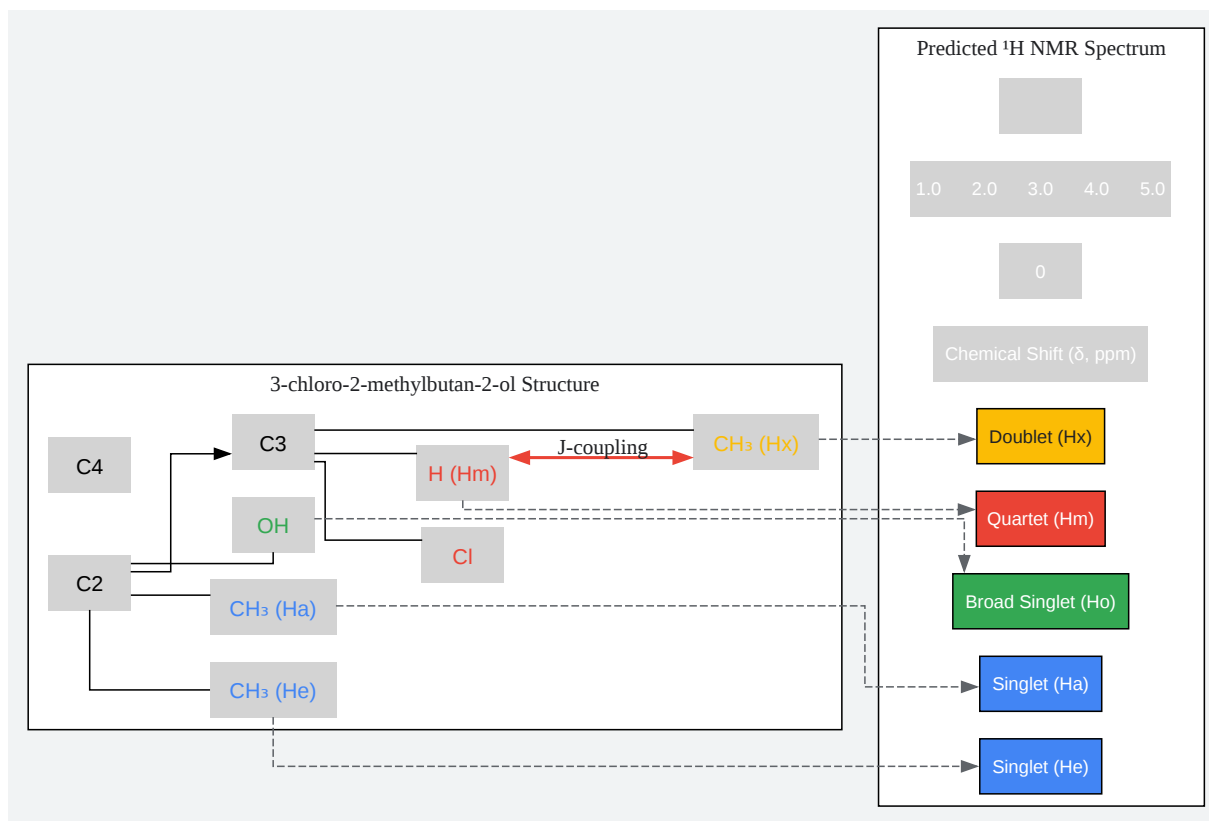 Predicted ¹H NMR Spectrum
1.0 2.0 3.0 4.0 5.0
0
Chemical Shift (δ, ppm)
Doublet (Hx)
Quartet (Hm)
Broad Singlet (Ho)
Singlet (Ha)
Singlet (He)
3-chloro-2-methylbutan-2-ol Structure
C4
C3
H (Hm)
J-coupling
CH₃ (Hx)
OH
Cl
C2
CH₃ (Ha)
CH₃ (He)